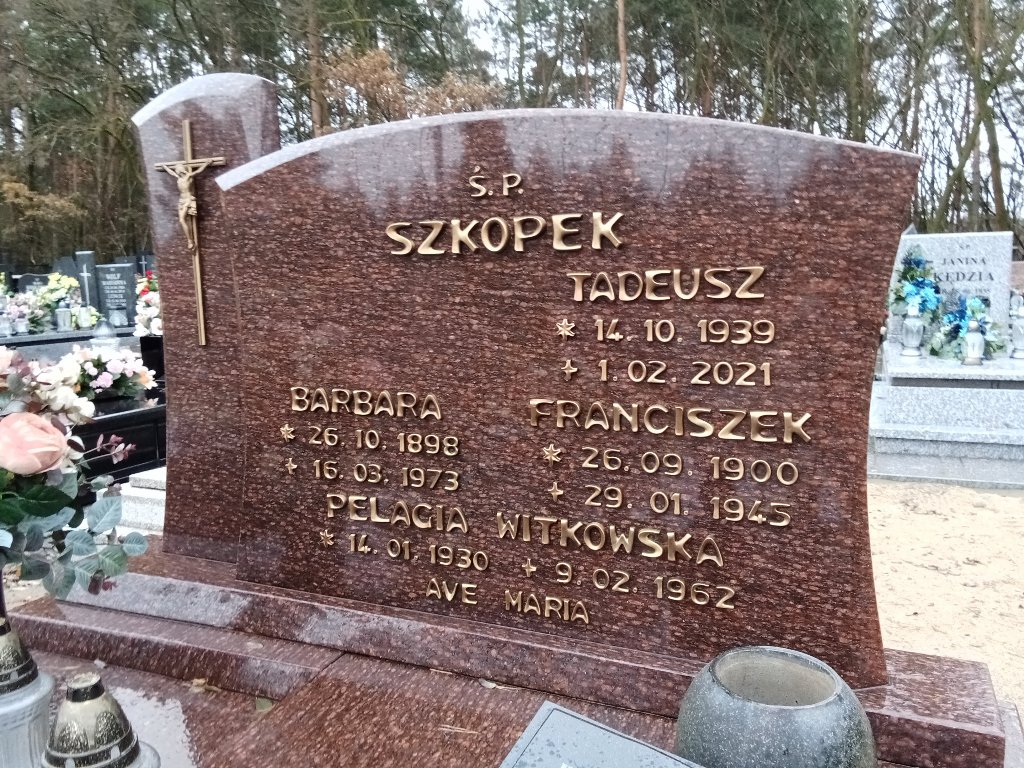 Ś.P.
SZKOPEK
TADEUSZ
* 14.10.1939
+ 1.02.2021
BARBARA
* 26.10.1898
+ 16.03.1973
FRANCISZEK
* 26.09.1900
+ 29.01.1945
PELAGIA WITKOWSKA
* 14.01.1930 + 9.02.1962
AVE MARIA
Ś.P.
JANINA
KĘDZIA